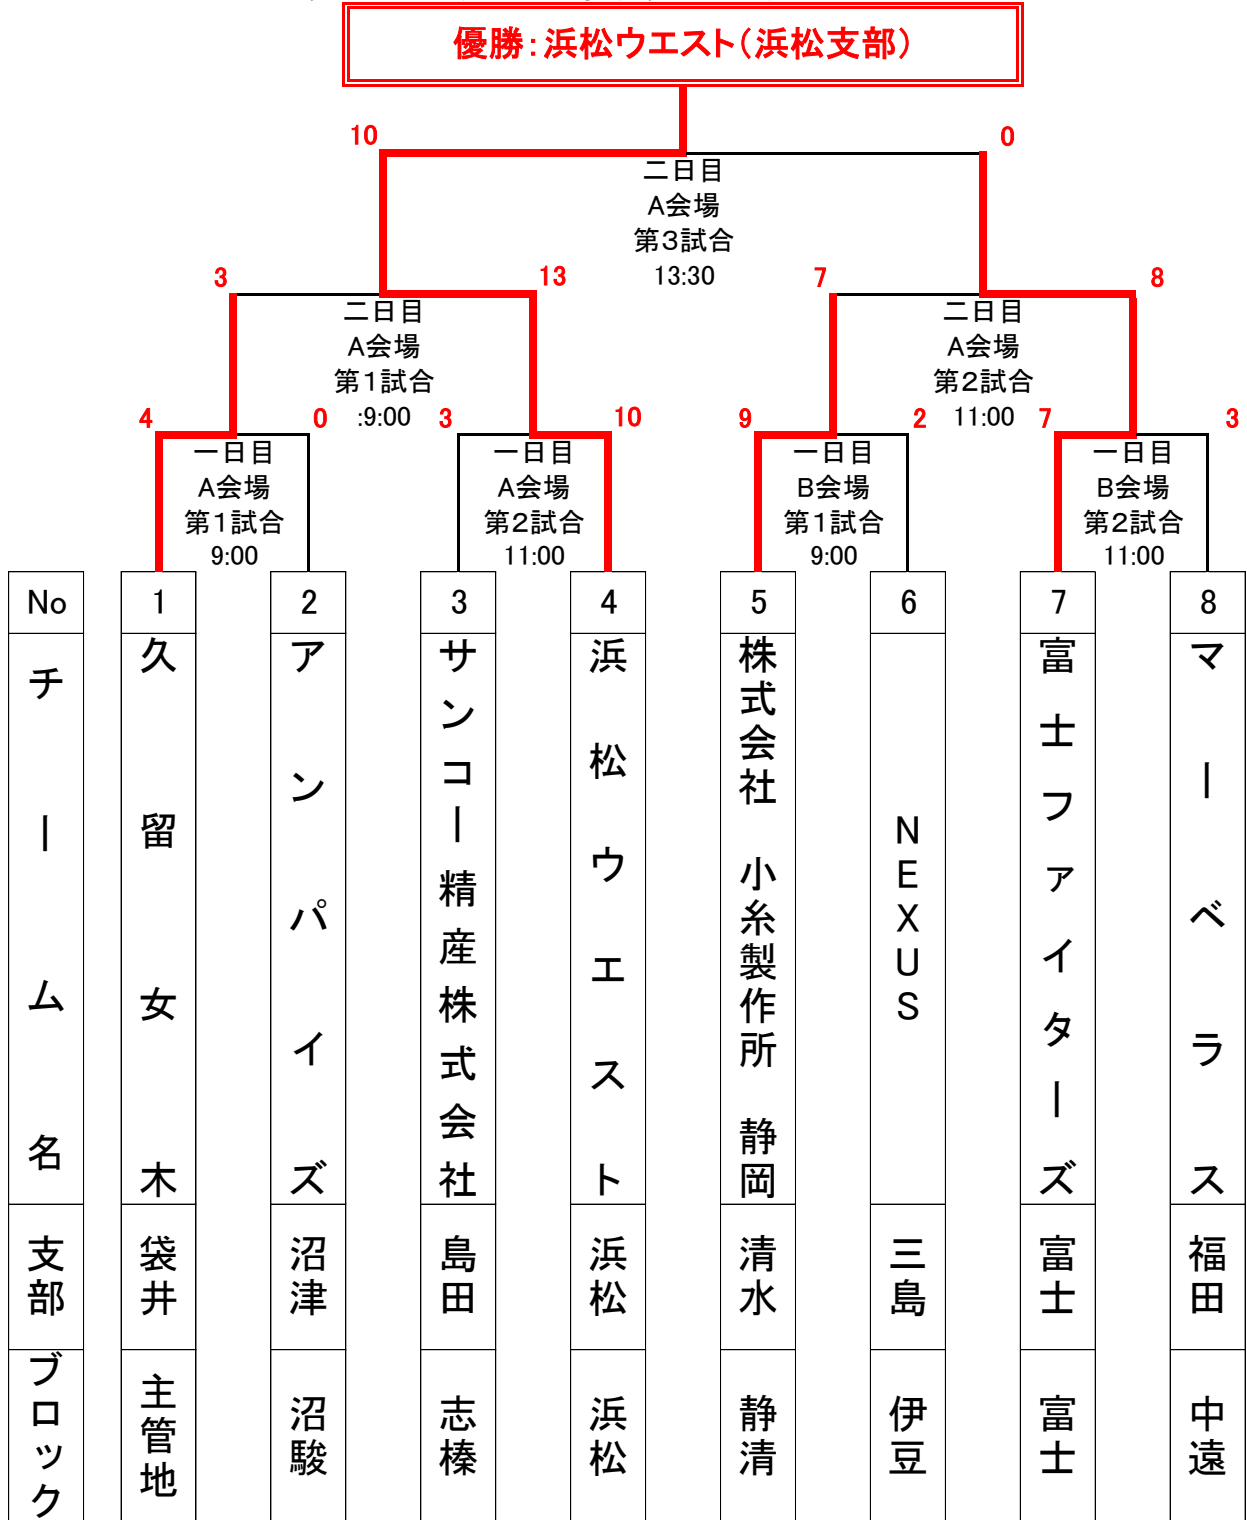 優勝：浜松ウエスト（浜松支部）
10
0
二日目
A会場
第３試合
13:30
3
13
7
8
二日目
A会場
第１試合
:9:00
二日目
A会場
第２試合
11:00
4
0
3
10
9
2
7
3
一日目
A会場
第１試合
9:00
一日目
A会場
第２試合
11:00
一日目
B会場
第１試合
9:00
一日目
B会場
第２試合
11:00
No
1
2
3
4
5
6
7
8
チーム名
久留女木
アンパイズ
サンコー精産株式会社
浜松ウエスト
株式会社　小糸製作所　静岡
NEXUS
富士ファイターズ
マーベラス
支部
袋井
沼津
島田
浜松
清水
三島
富士
福田
ブロック
主管地
沼駿
志榛
浜松
静清
伊豆
富士
中遠